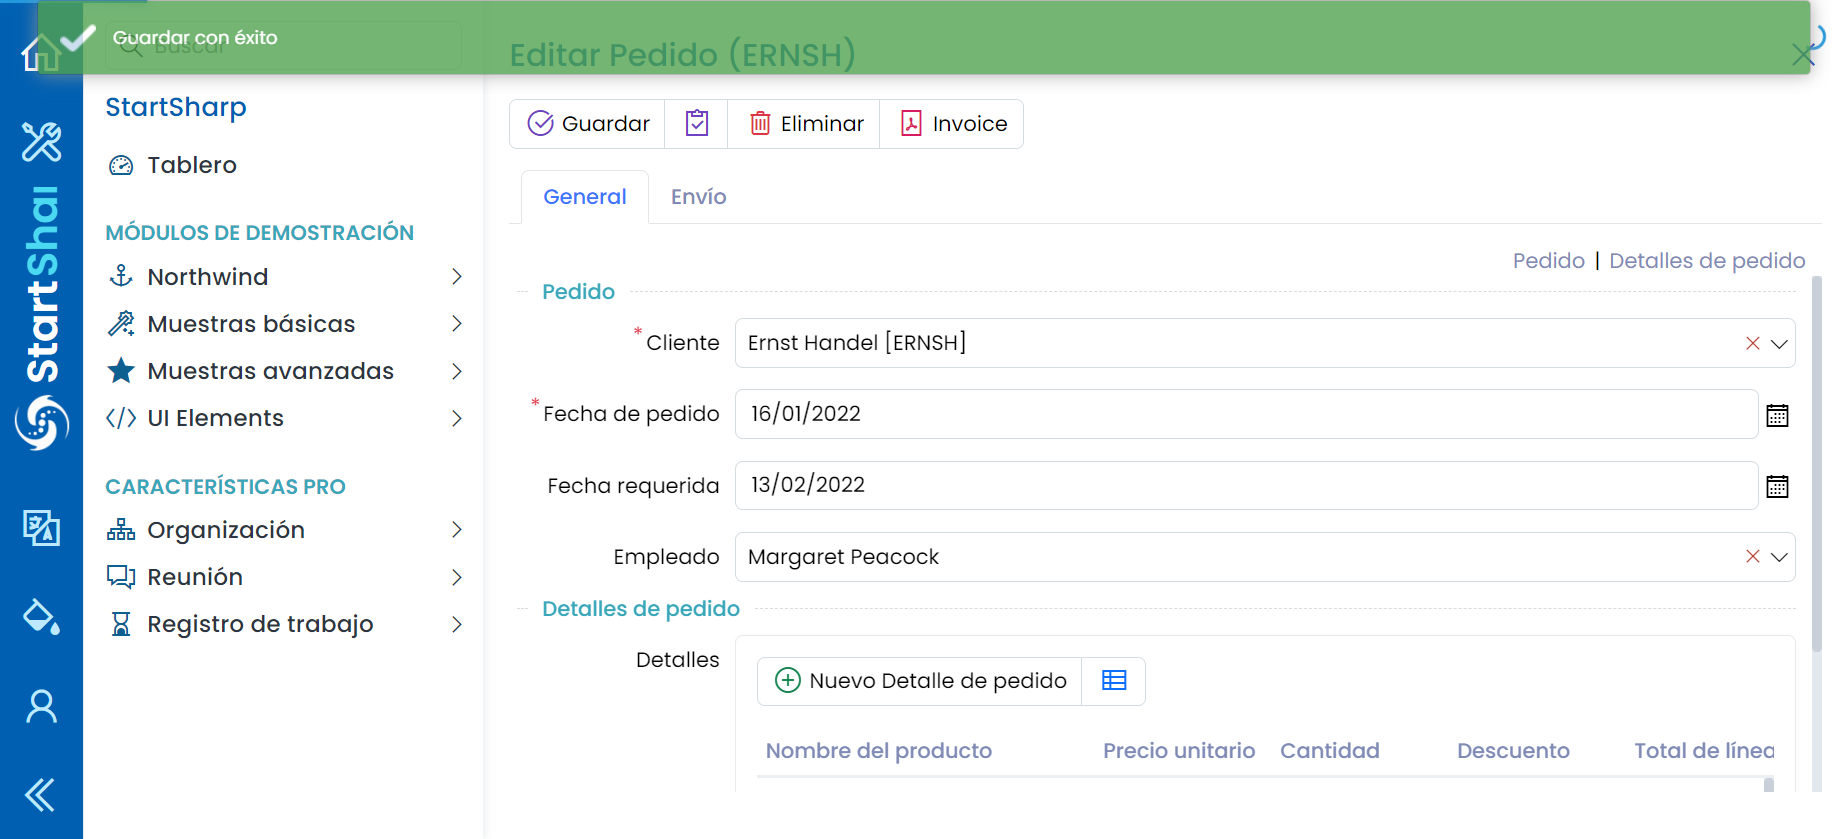 Guardar con éxito
Buscar
Editar Pedido (ERNSH)
StartShar
StartSharp
Tablero
MÓDULOS DE DEMOSTRACIÓN
Northwind
Muestras básicas
Muestras avanzadas
UI Elements
CARACTERÍSTICAS PRO
Organización
Reunión
Registro de trabajo
Guardar
Eliminar
Invoice
General
Envío
Pedido | Detalles de pedido
Pedido
* Cliente
Ernst Handel [ERNSH]
* Fecha de pedido
16/01/2022
Fecha requerida
13/02/2022
Empleado
Margaret Peacock
Detalles de pedido
Detalles
Nuevo Detalle de pedido
Nombre del producto Precio unitario Cantidad Descuento Total de línea